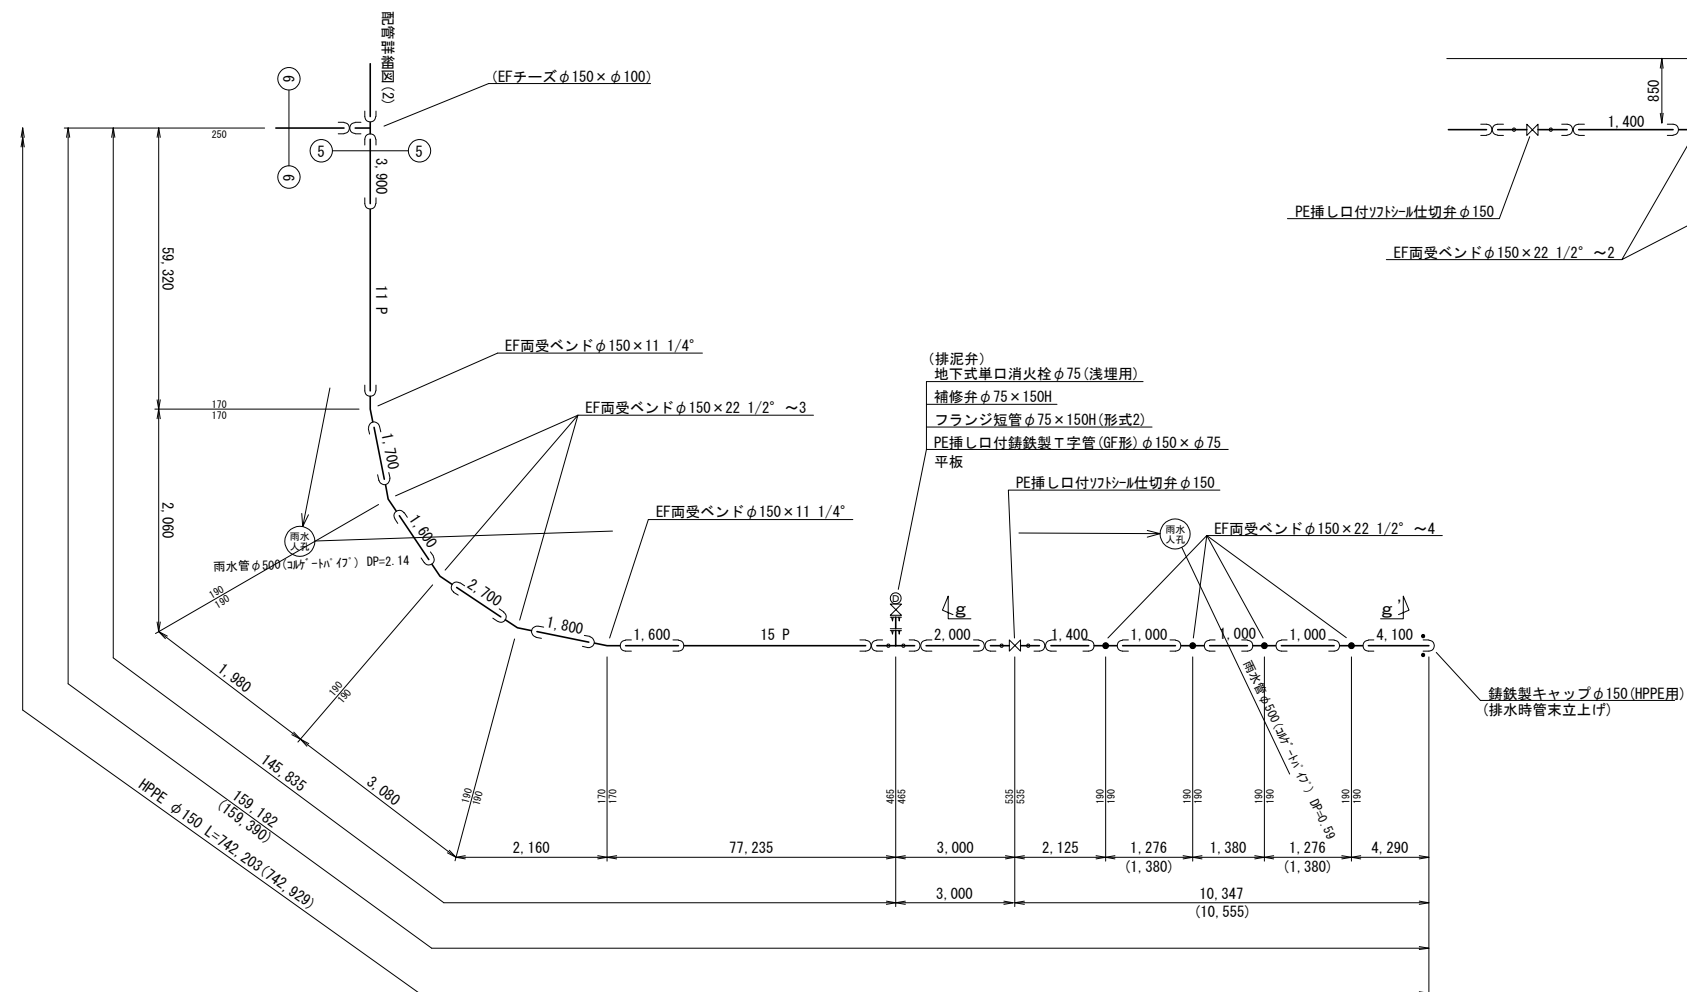 配管詳細図(2)
(EFチーズφ150×φ100)
6
6
5
5
250
3,900
59,320
11 P
EF両受ベンドφ150×11 1/4°
170
170
EF両受ベンドφ150×22 1/2° ～3
1,700
2,060
1,600
雨水
人孔
雨水管φ500(ｺﾙｹﾞｰﾄﾊﾟｲﾌﾟ) DP=2.14
190
190
2,700
1,800
EF両受ベンドφ150×11 1/4°
1,600
15 P
(排泥弁)
地下式単口消火栓φ75(浅埋用)
補修弁φ75×150H
フランジ短管φ75×150H(形式2)
PE挿し口付鋳鉄製T字管(GF形)φ150×φ75
平板
D
g
2,000
PE挿し口付ｿﾌﾄｼｰﾙ仕切弁φ150
雨水
人孔
EF両受ベンドφ150×22 1/2° ～4
1,400
1,000
1,000
1,000
g'
4,100
雨水管φ500(ｺﾙｹﾞｰﾄﾊﾟｲﾌﾟ) DP=0.59
鋳鉄製キャップφ150(HPPE用)
(排水時管末立上げ)
850
1,400
PE挿し口付ｿﾌﾄｼｰﾙ仕切弁φ150
EF両受ベンドφ150×22 1/2° ～2
1,980
190
190
3,080
190
190
170
170
465
465
535
535
190
190
190
190
190
190
190
190
2,160
77,235
3,000
2,125
1,276
(1,380)
1,380
1,276
(1,380)
4,290
3,000
10,347
(10,555)
145,835
159,182
(159,390)
HPPE φ150 L=742,203(742,929)